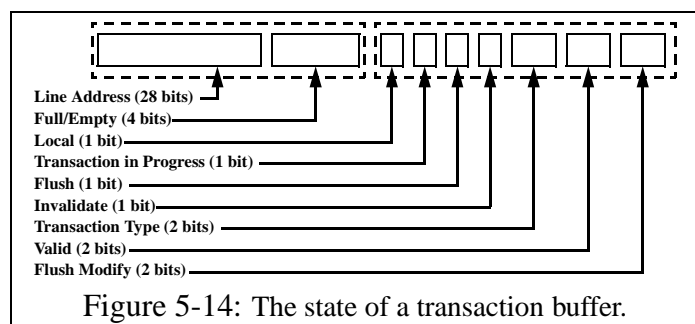 Line Address (28 bits)
Full/Empty (4 bits)
Local (1 bit)
Transaction in Progress (1 bit)
Flush (1 bit)
Invalidate (1 bit)
Transaction Type (2 bits)
Valid (2 bits)
Flush Modify (2 bits)
Figure 5-14: The state of a transaction buffer.